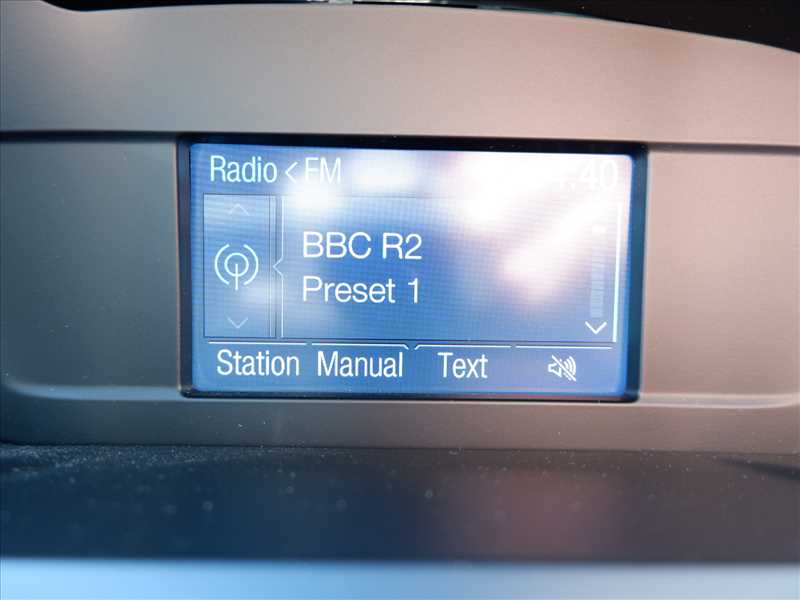 Radio < FM
BBC R2
Preset 1
Station Manual Text